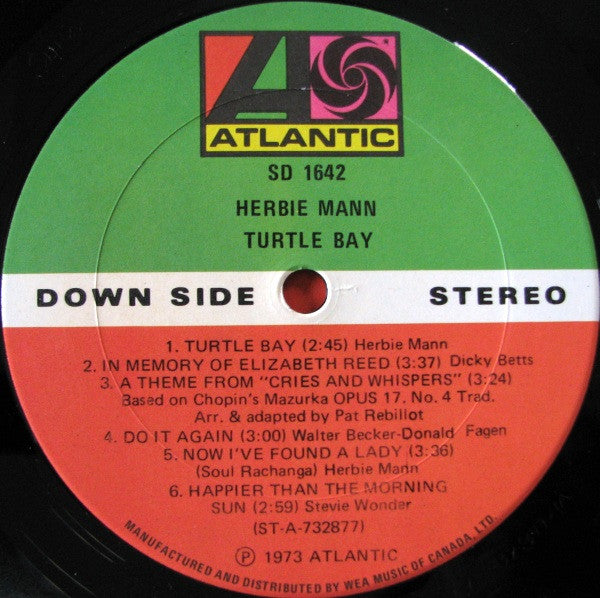 ATLANTIC
SD 1642
HERBIE MANN
TURTLE BAY
DOWN SIDE STEREO
1. TURTLE BAY (2:45) Herbie Mann
2. IN MEMORY OF ELIZABETH REED (3:37) Dicky Betts
3. A THEME FROM "CRIES AND WHISPERS" (3:24)
Based on Chopin's Mazurka OPUS 17. No. 4 Trad.
Arr. & adapted by Pat Rebillot
4. DO IT AGAIN (3:00) Walter Becker-Donald Fagen
5. NOW I'VE FOUND A LADY (3:36)
(Soul Rachanga) Herbie Mann
6. HAPPIER THAN THE MORNING
SUN (2:59) Stevie Wonder
(ST-A-732877)
Ⓟ 1973 ATLANTIC
MANUFACTURED AND DISTRIBUTED BY WEA MUSIC OF CANADA, LTD.